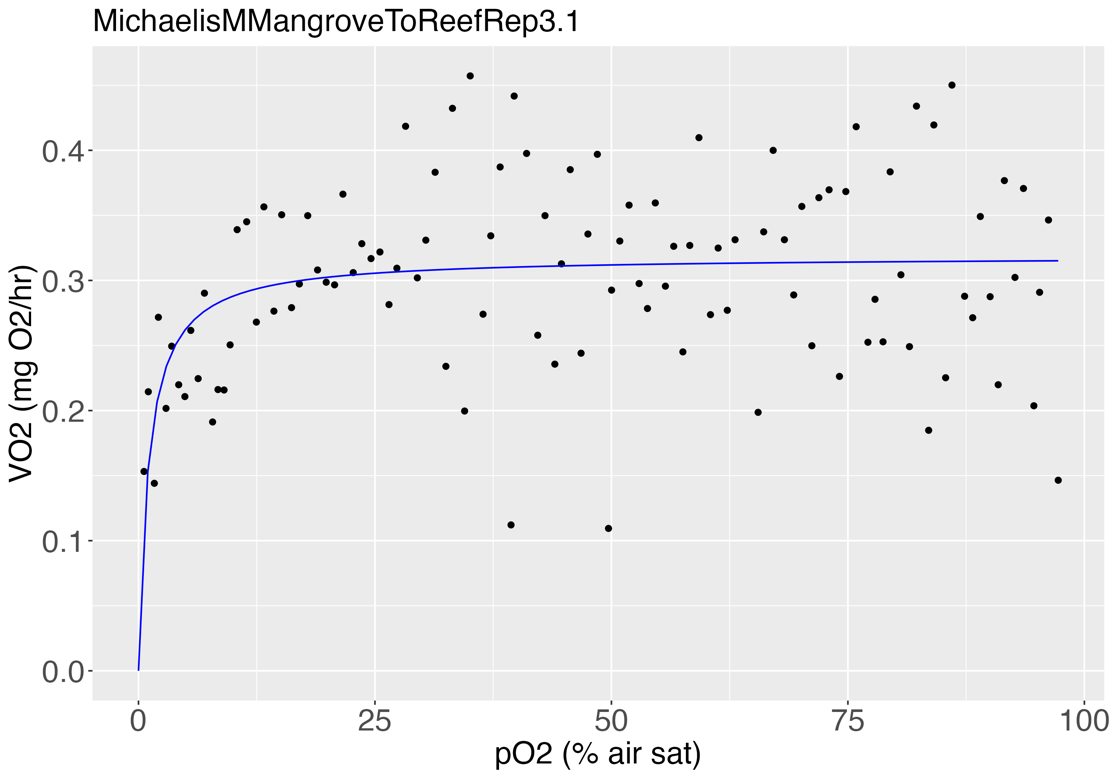 MichaelisMMangroveToReefRep3.1
VO2 (mg O2/hr)
0.4
0.3
0.2
0.1
0.0
0 25 50 75 100
pO2 (% air sat)